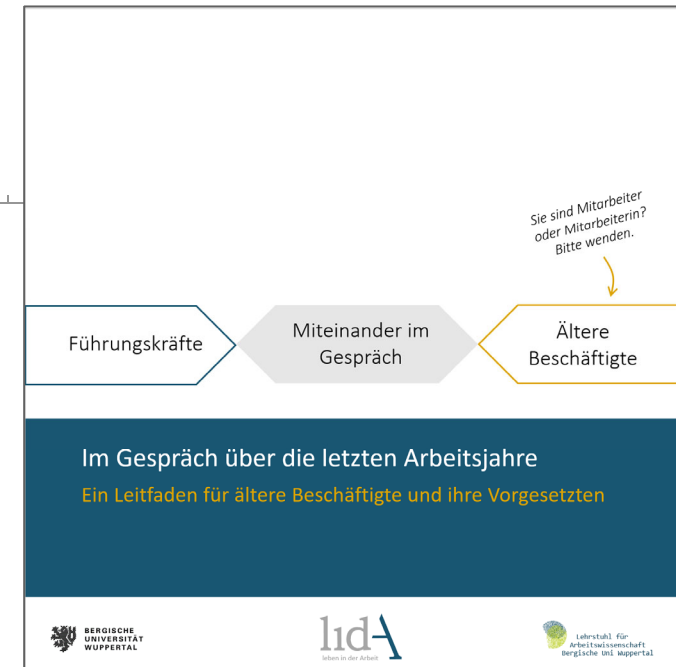 Sie sind Mitarbeiter
oder Mitarbeiterin?
Bitte wenden.
Führungskräfte
Miteinander im
Gespräch
Ältere
Beschäftigte
Im Gespräch über die letzten Arbeitsjahre
Ein Leitfaden für ältere Beschäftigte und ihre Vorgesetzten
BERGISCHE
UNIVERSITÄT
WUPPERTAL
lidA
leben in der Arbeit
Lehrstuhl für
Arbeitswissenschaft
Bergische Uni Wuppertal